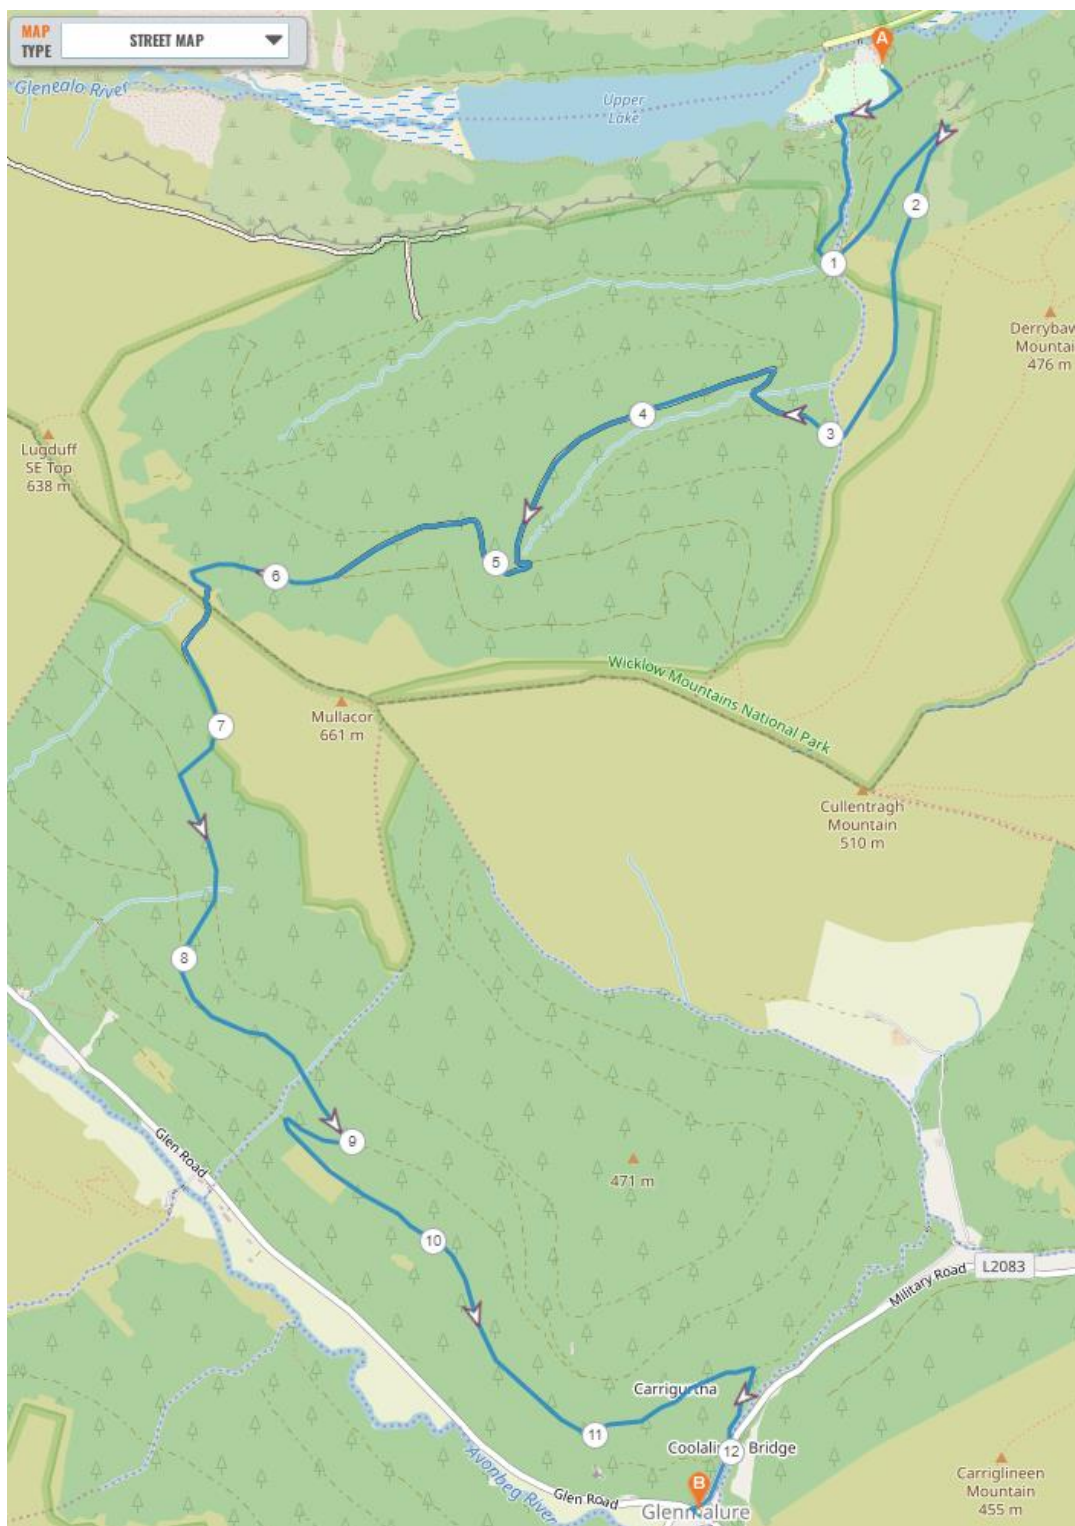 MAP
TYPE
STREET MAP
A
Glenealo River
Upper
Lake
2
1
Derrybaw
Mountai
476 m
4
3
Lugduff
SE Top
638 m
5
6
Wicklow Mountains National Park
7
Mullacor
661 m
Cullentragh
Mountain
510 m
8
9
Glen Road
471 m
10
L2083
Military Road
Carrigurtha
11
12
Bridge
B
Avonbeg River
Glen Road
Glenmalure
Carriglineen
Mountain
455 m